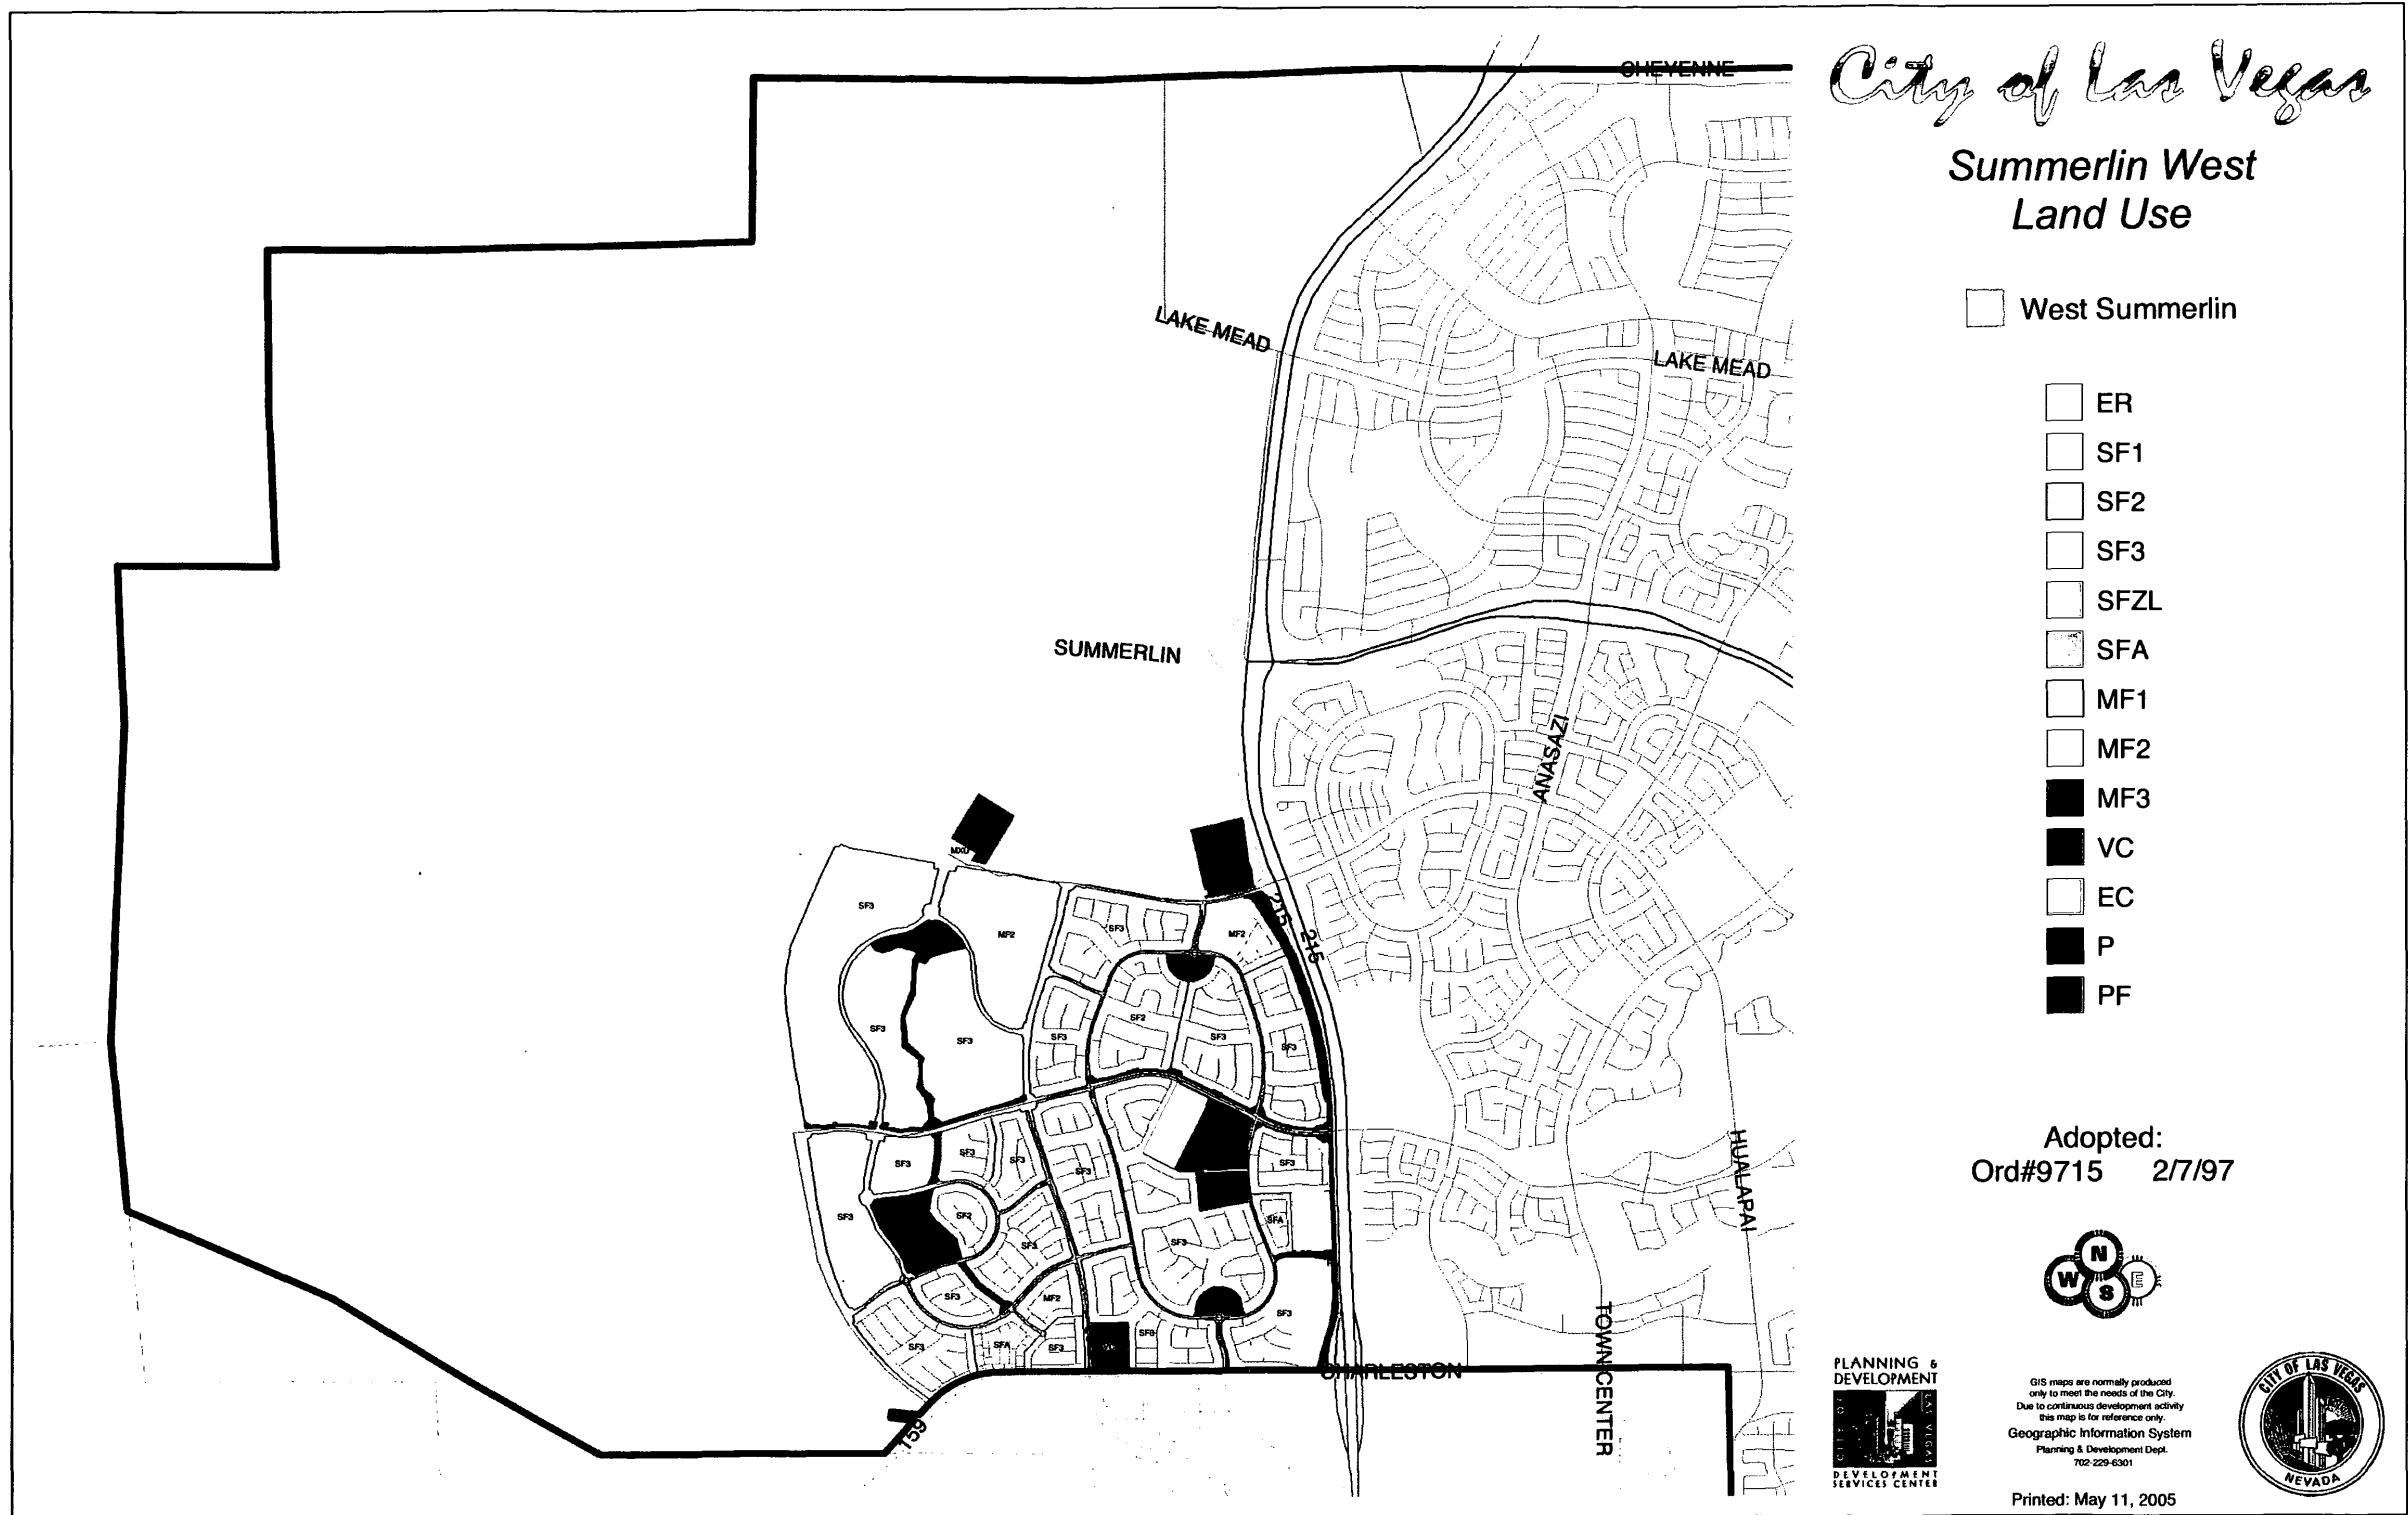 City of Las Vegas
Summerlin West
Land Use
West Summerlin
ER
SF1
SF2
SF3
SFZL
SFA
MF1
MF2
MF3
VC
EC
P
PF
Adopted:
Ord#9715 2/7/97
N
W
E
S
PLANNING &
DEVELOPMENT
LAS VEGAS
DEVELOPMENT
SERVICES CENTER
GIS maps are normally produced
only to meet the needs of the City.
Due to continuous development activity
this map is for reference only.
Geographic Information System
Planning & Development Dept.
702-229-6301
Printed: May 11, 2005
CITY OF LAS VEGAS
NEVADA
CHEYENNE
LAKE MEAD
LAKE MEAD
SUMMERLIN
ANASAZI
MXU
215
215
SF3
MF2
SF3
MF2
SF3
SF3
SF3
SF2
SF3
SF3
SF3
SF3
SF3
SF3
SF3
SF3
SF2
SF3
SFA
SF3
SF3
MF2
SF3
SF3
SFA
SF3
SF3
HUALAPAI
TOWN CENTER
CHARLESTON
159